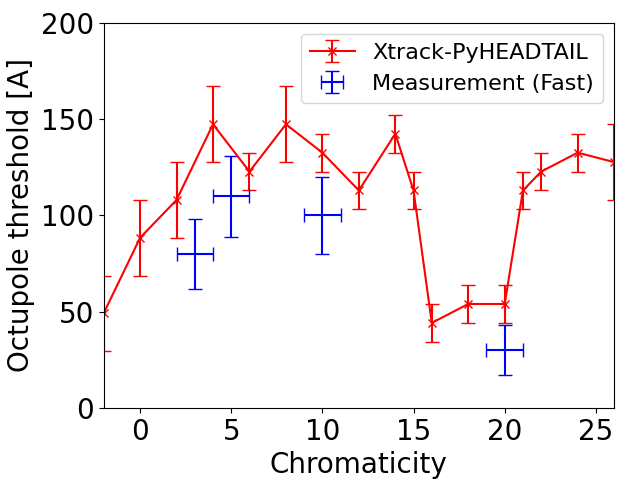 Xtrack-PyHEADTAIL
Measurement (Fast)
Octupole threshold [A]
200
150
100
50
0
0 5 10 15 20 25
Chromaticity